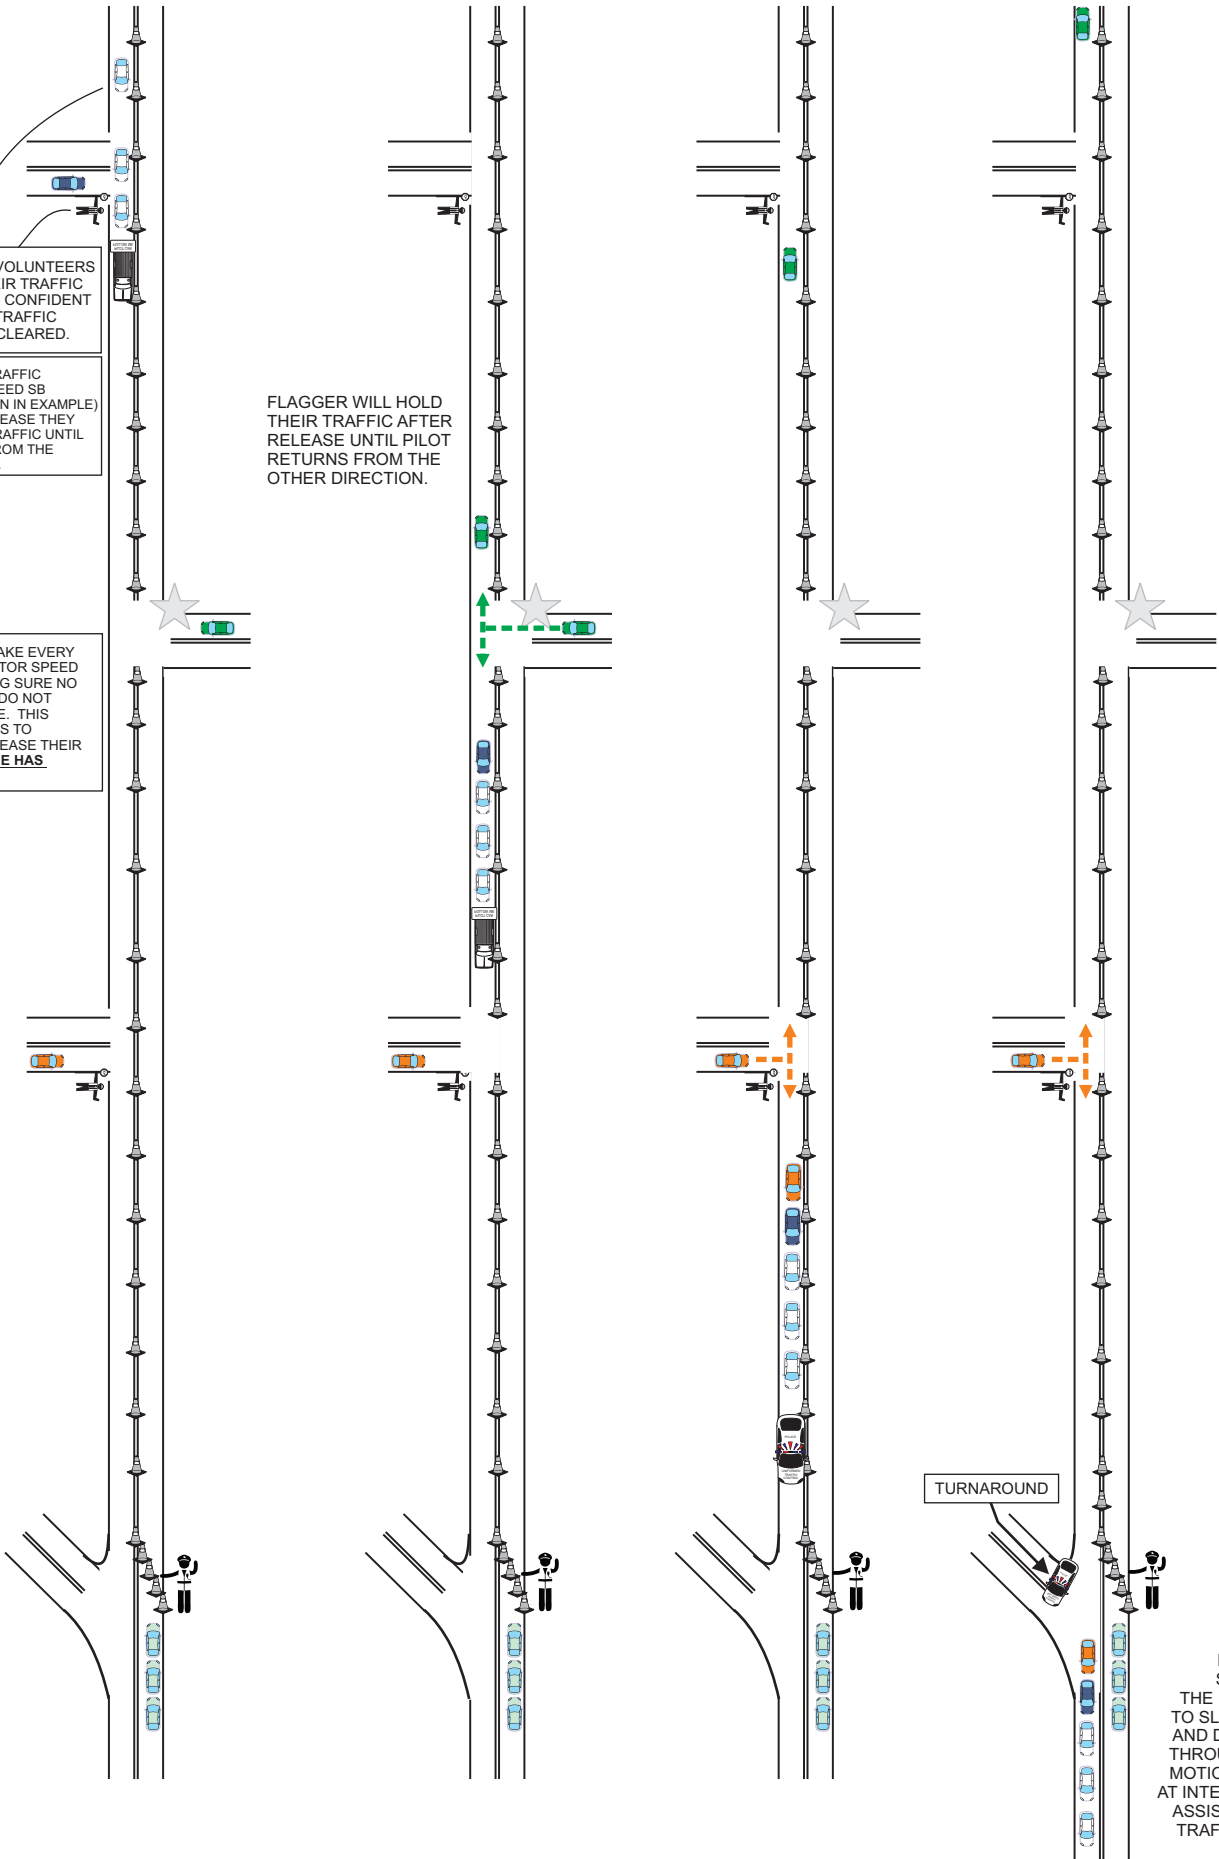 VOLUNTEERS
IR TRAFFIC
CONFIDENT
TRAFFIC
CLEARED.
RAFFIC
EED SB
N IN EXAMPLE)
EASE THEY
RAFFIC UNTIL
ROM THE
FLAGGER WILL HOLD
THEIR TRAFFIC AFTER
RELEASE UNTIL PILOT
RETURNS FROM THE
OTHER DIRECTION.
AKE EVERY
TOR SPEED
G SURE NO
DO NOT
E. THIS
S TO
EASE THEIR
E HAS
TURNAROUND
S
THE
TO SL
AND D
THROU
MOTIO
AT INTE
ASSIS
TRAF